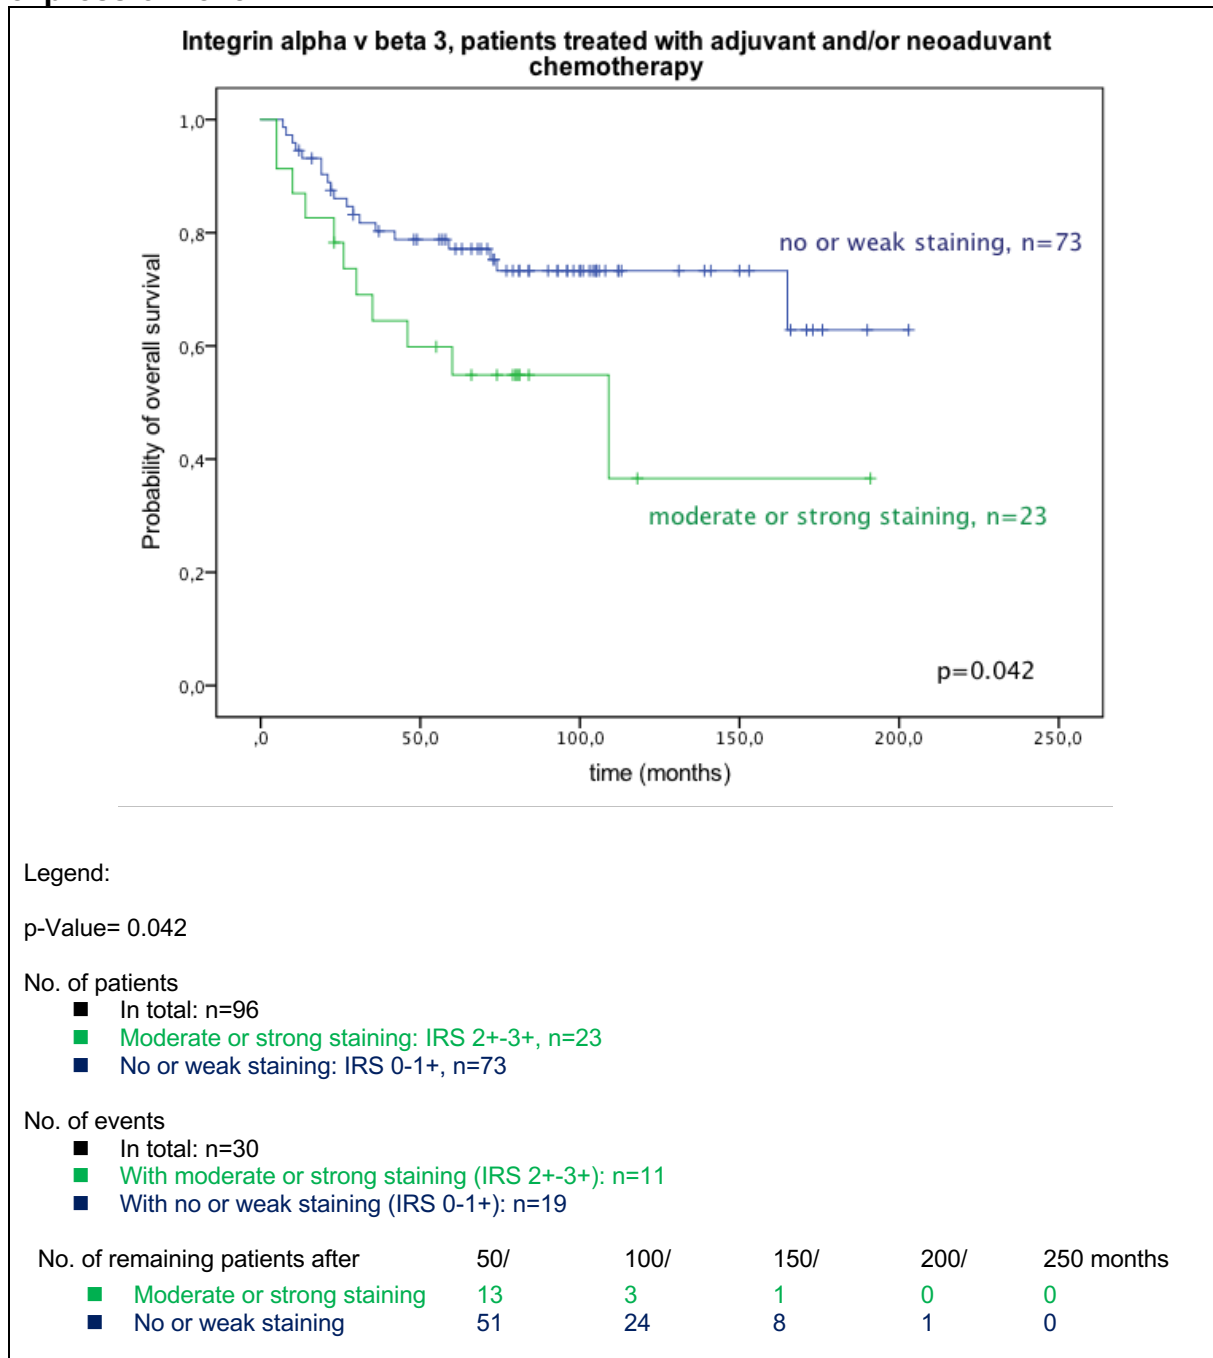 Integrin alpha v beta 3, patients treated with adjuvant and/or neoaduvant
chemotherapy
Probability of overall survival
1,0
0,8
0,6
0,4
0,2
0,0
no or weak staining, n=73
moderate or strong staining, n=23
p=0.042
,0 50,0 100,0 150,0 200,0 250,0
time (months)
Legend:
p-Value= 0.042
No. of patients
In total: n=96
Moderate or strong staining: IRS 2+-3+, n=23
No or weak staining: IRS 0-1+, n=73
No. of events
In total: n=30
With moderate or strong staining (IRS 2+-3+): n=11
With no or weak staining (IRS 0-1+): n=19
No. of remaining patients after 50/ 100/ 150/ 200/ 250 months
Moderate or strong staining 13 3 1 0 0
No or weak staining 51 24 8 1 0